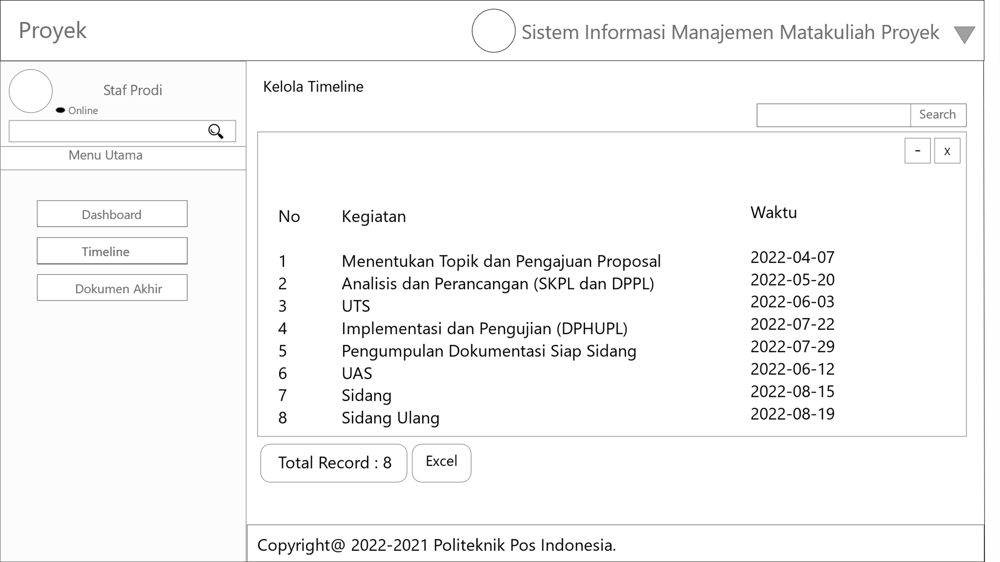 Proyek
Sistem Informasi Manajemen Matakuliah Proyek
Staf Prodi
Online
Menu Utama
Dashboard
Timeline
Dokumen Akhir
Kelola Timeline
Search
- x
No Kegiatan Waktu
1 Menentukan Topik dan Pengajuan Proposal 2022-04-07
2 Analisis dan Perancangan (SKPL dan DPPL) 2022-05-20
3 UTS 2022-06-03
4 Implementasi dan Pengujian (DPHUPL) 2022-07-22
5 Pengumpulan Dokumentasi Siap Sidang 2022-07-29
6 UAS 2022-06-12
7 Sidang 2022-08-15
8 Sidang Ulang 2022-08-19
Total Record : 8
Excel
Copyright@ 2022-2021 Politeknik Pos Indonesia.